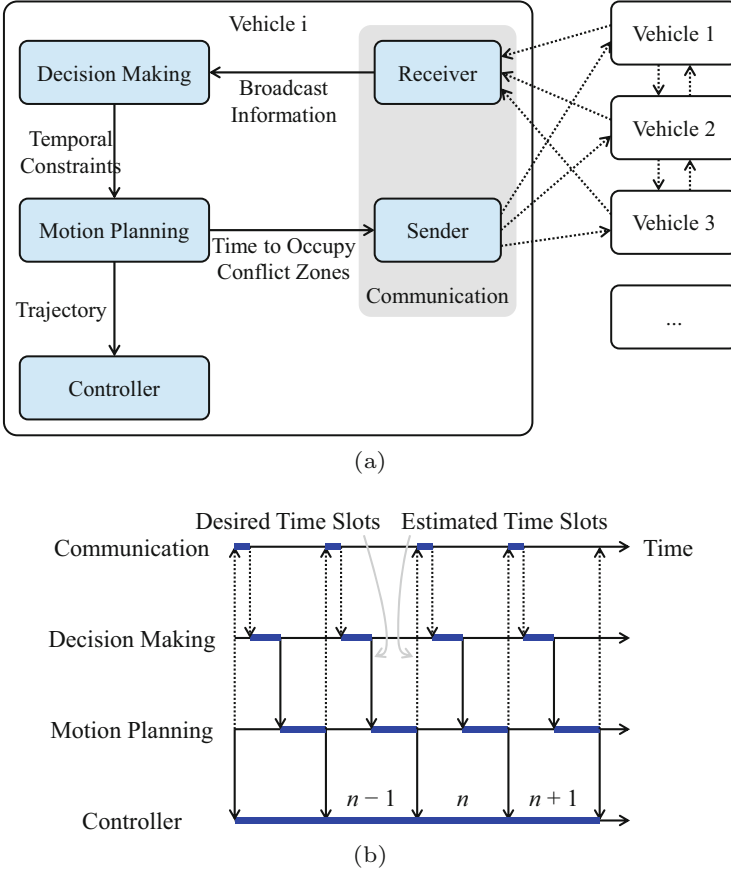 Vehicle i
Decision Making
Receiver
Vehicle 1
Broadcast
Information
Vehicle 2
Temporal
Constraints
Motion Planning
Sender
Vehicle 3
Time to Occupy
Conflict Zones
Communication
Trajectory
...
Controller
(a)
Desired Time Slots
Estimated Time Slots
Communication
Time
Decision Making
Motion Planning
n − 1
n
n + 1
Controller
(b)